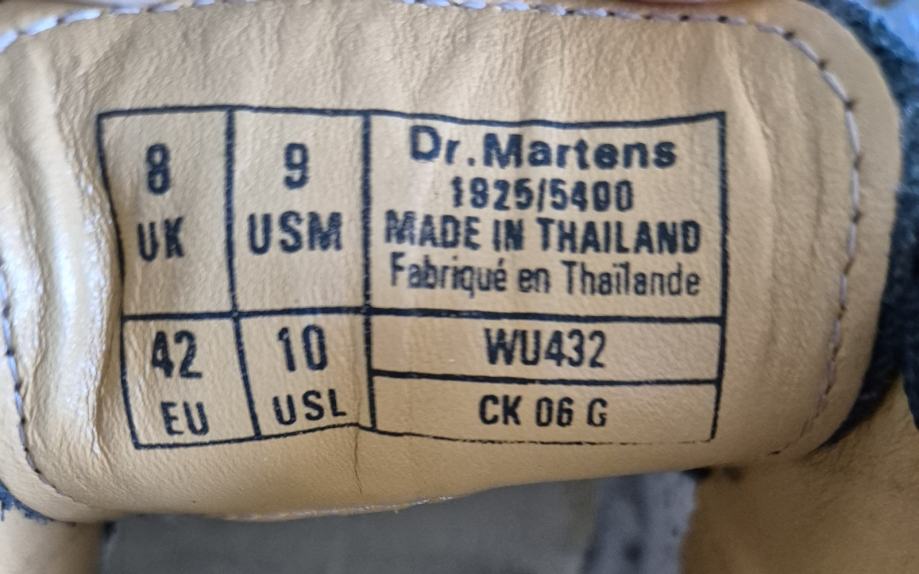 8
UK
9
USM
42
EU
10
USL
Dr.Martens
1925/5400
MADE IN THAILAND
Fabriqué en Thaïlande
WU432
CK 06 G